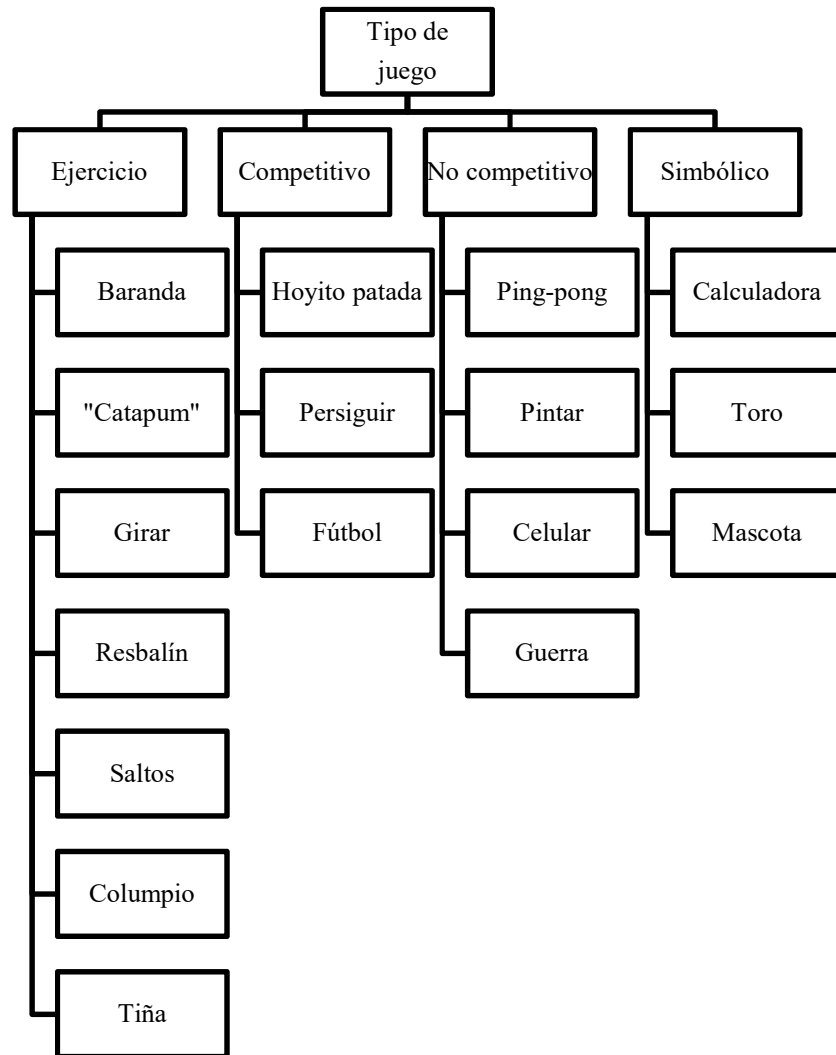 Tipo de
juego
Ejercicio
Competitivo
No competitivo
Simbólico
Baranda
Hoyito patada
Ping-pong
Calculadora
"Catapum"
Persiguir
Pintar
Toro
Girar
Fútbol
Celular
Mascota
Resbalín
Guerra
Saltos
Columpio
Tiña